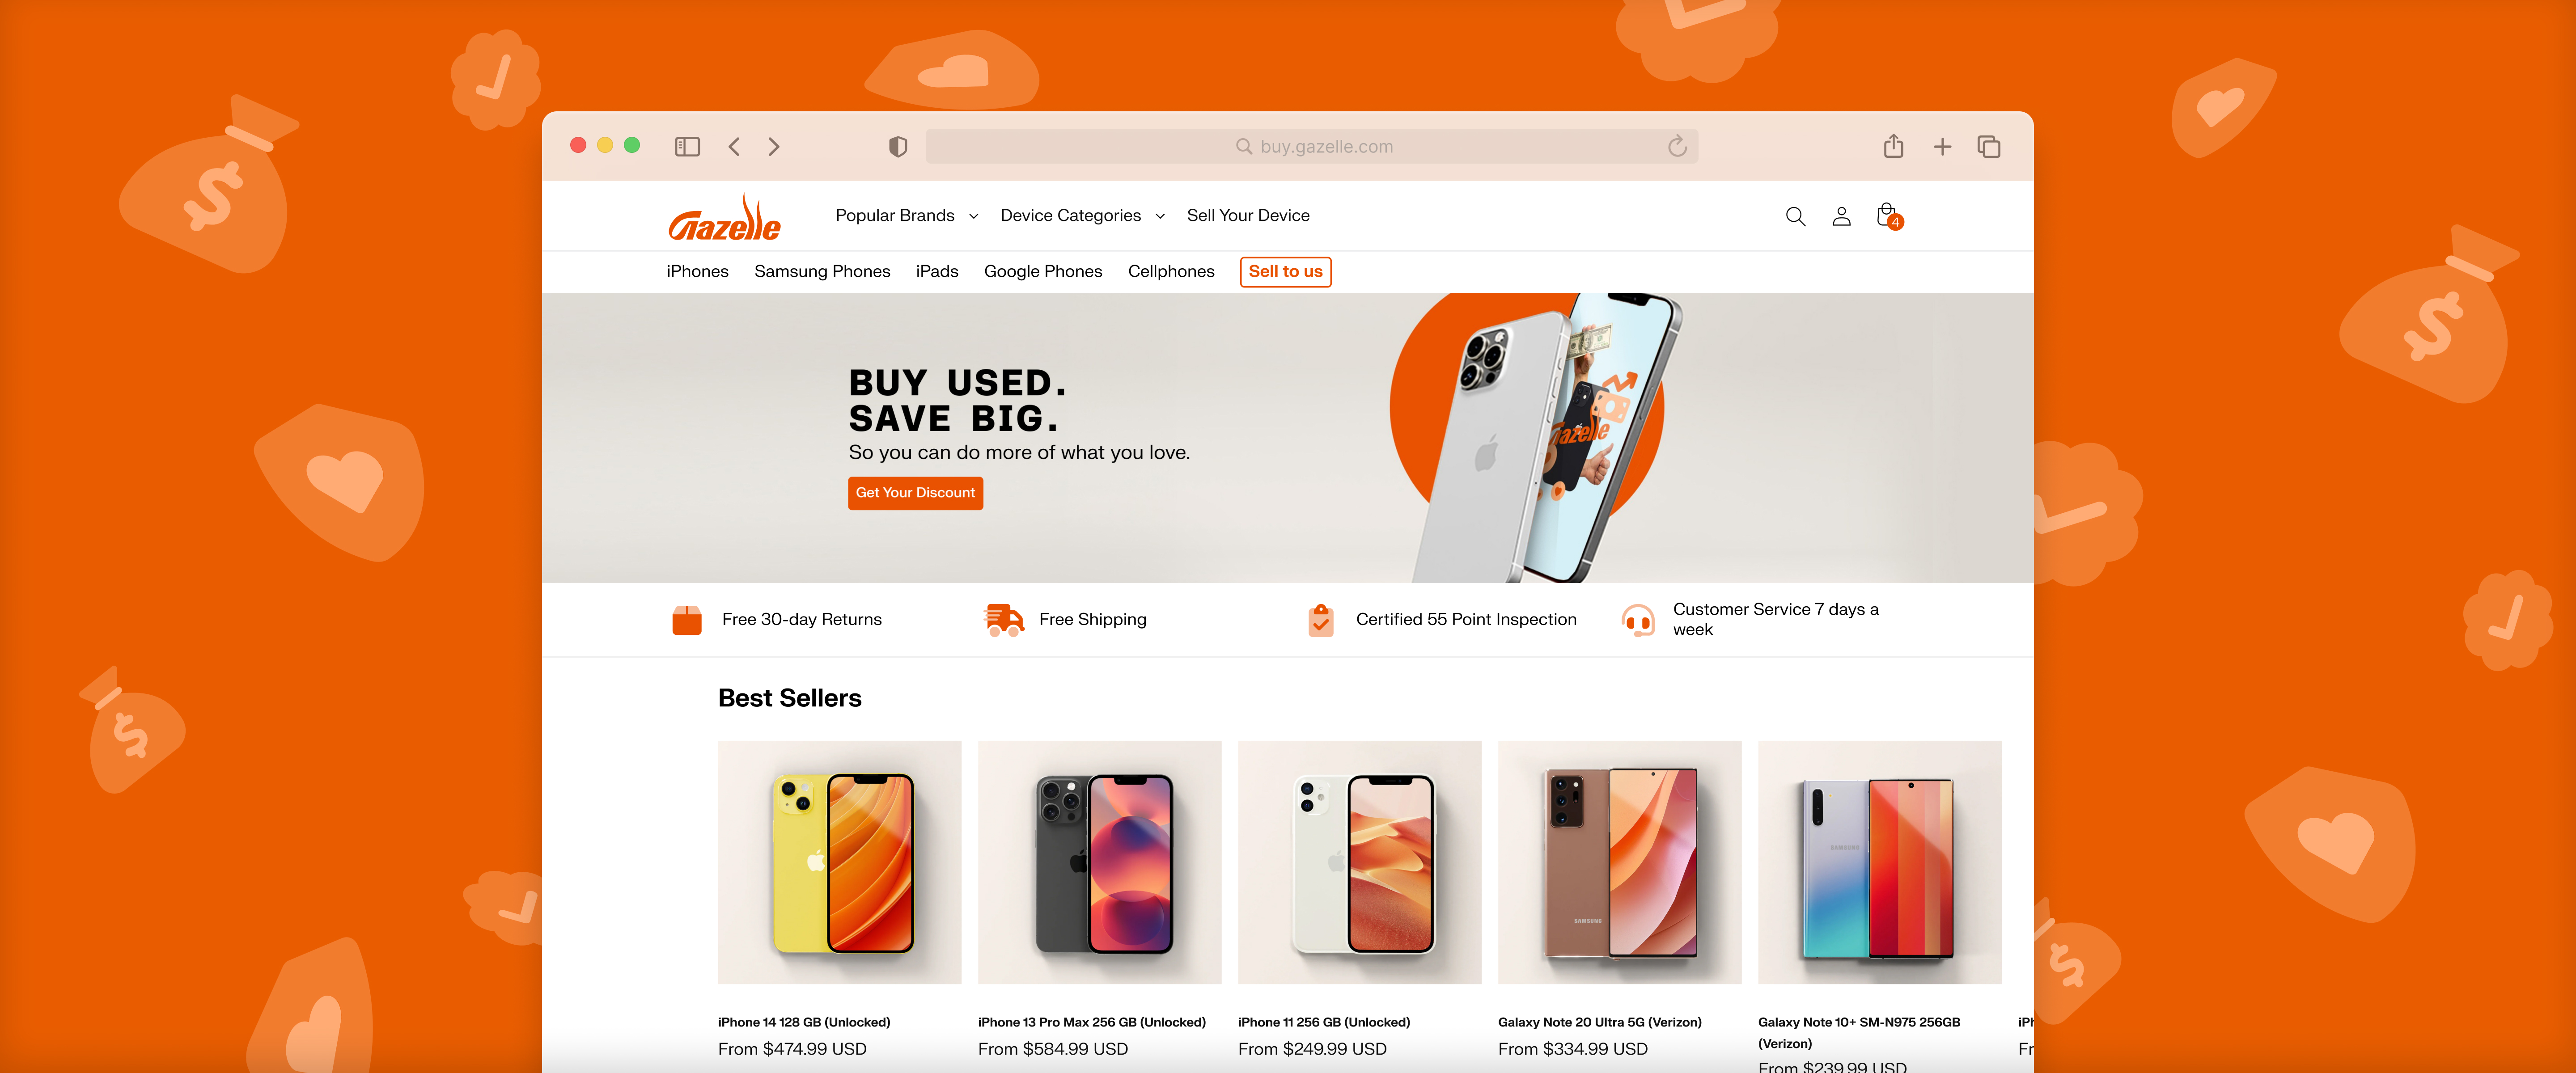 buy.gazelle.com
Gazelle
Popular Brands
Device Categories
Sell Your Device
4
iPhones
Samsung Phones
iPads
Google Phones
Cellphones
Sell to us
BUY USED.
SAVE BIG.
So you can do more of what you love.
Get Your Discount
Gazelle
Free 30-day Returns
Free Shipping
Certified 55 Point Inspection
Customer Service 7 days a
week
Best Sellers
SAMSUNG
SAMSUNG
iPhone 14 128 GB (Unlocked)
From $474.99 USD
iPhone 13 Pro Max 256 GB (Unlocked)
From $584.99 USD
iPhone 11 256 GB (Unlocked)
From $249.99 USD
Galaxy Note 20 Ultra 5G (Verizon)
From $334.99 USD
Galaxy Note 10+ SM-N975 256GB
(Verizon)
From $239.99 USD